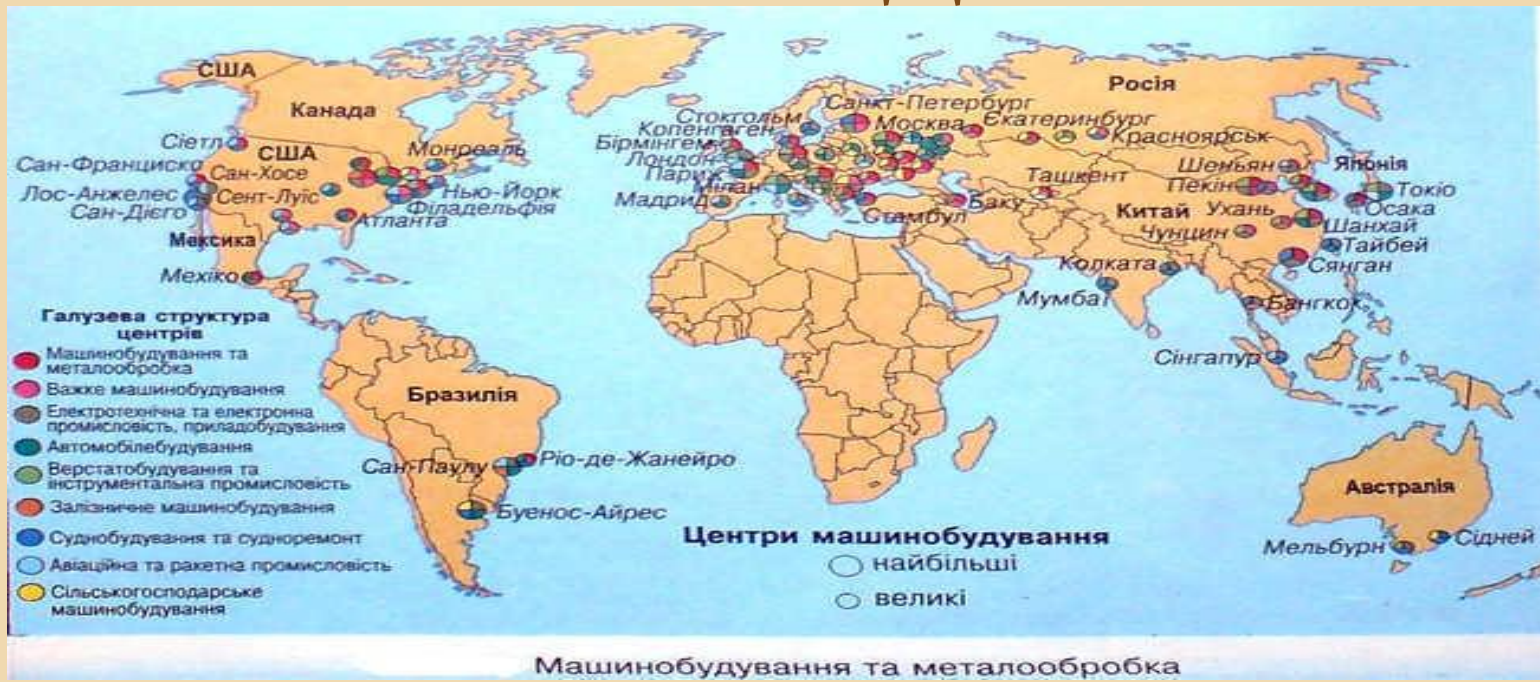 США
Канада
Росія
Санкт-Петербург
Стокгольм
Москва
Єкатеринбург
Копенгаген
Красноярськ
Бірмінгем
Сіетл
США
Монреаль
Лондон
Шеньян
Японія
Сан-Франциско
Сан-Хосе
Париж
Мілан
Ташкент
Пекін
Токіо
Лос-Анжелес
Сент-Луїс
Нью-Йорк
Мадрид
Баку
Китай
Ухань
Осака
Сан-Дієго
Філадельфія
Стамбул
Атланта
Чунцин
Шанхай
Мексика
Тайбей
Мехіко
Колката
Сянган
Мумбаї
Бангкок
Сінгапур
Бразилія
Сан-Паулу
Ріо-де-Жанейро
Буенос-Айрес
Австралія
Мельбурн
Сідней
Галузева структура
центрів
Машинобудування та
металообробка
Важке машинобудування
Електротехнічна та електронна
промисловість, приладобудування
Автомобілебудування
Верстатобудування та
інструментальна промисловість
Залізничне машинобудування
Суднобудування та судноремонт
Авіаційна та ракетна промисловість
Сільськогосподарське
машинобудування
Центри машинобудування
найбільші
великі
Машинобудування та металообробка